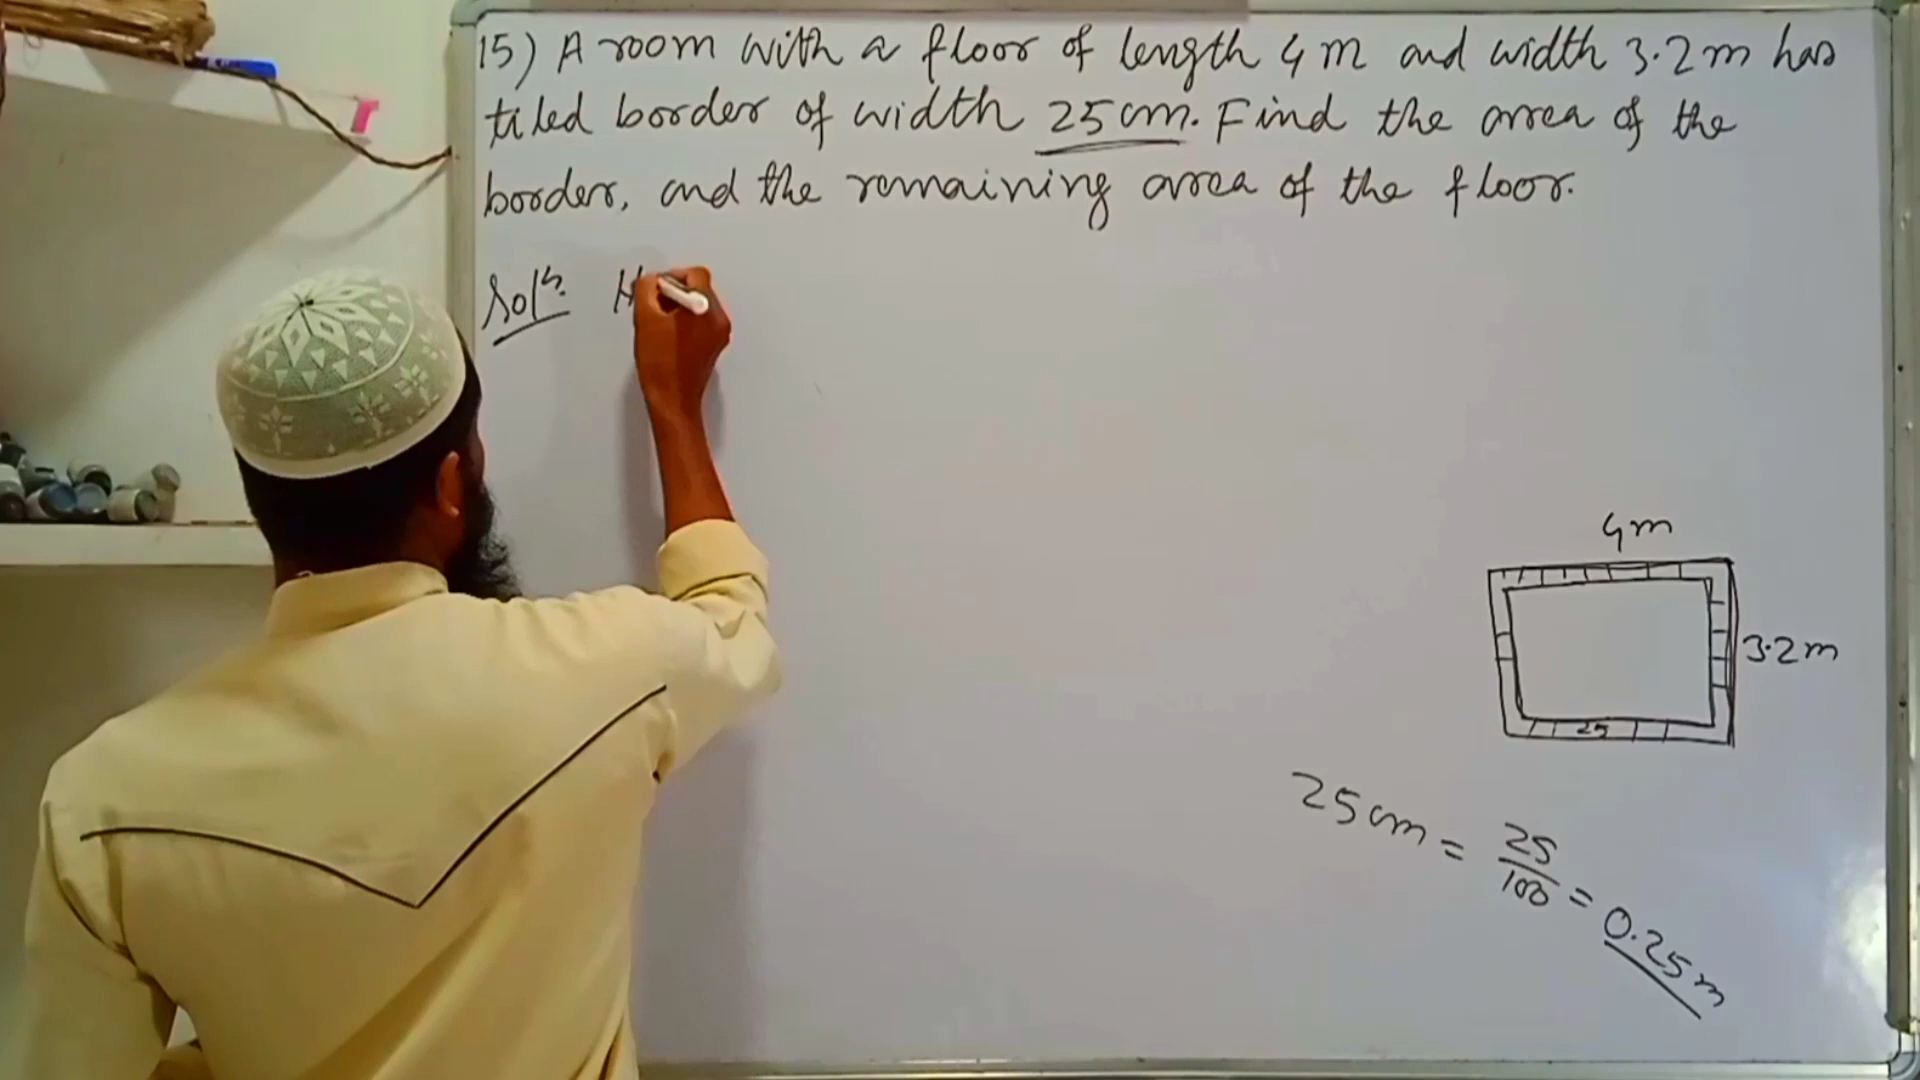 15) A room with a floor of length 4 m and width 3.2 m has
tiled border of width 25 cm. Find the area of the
border, and the remaining area of the floor.
Solⁿ. H
4m
3.2m
25
25 cm = 25/100 = 0.25 m